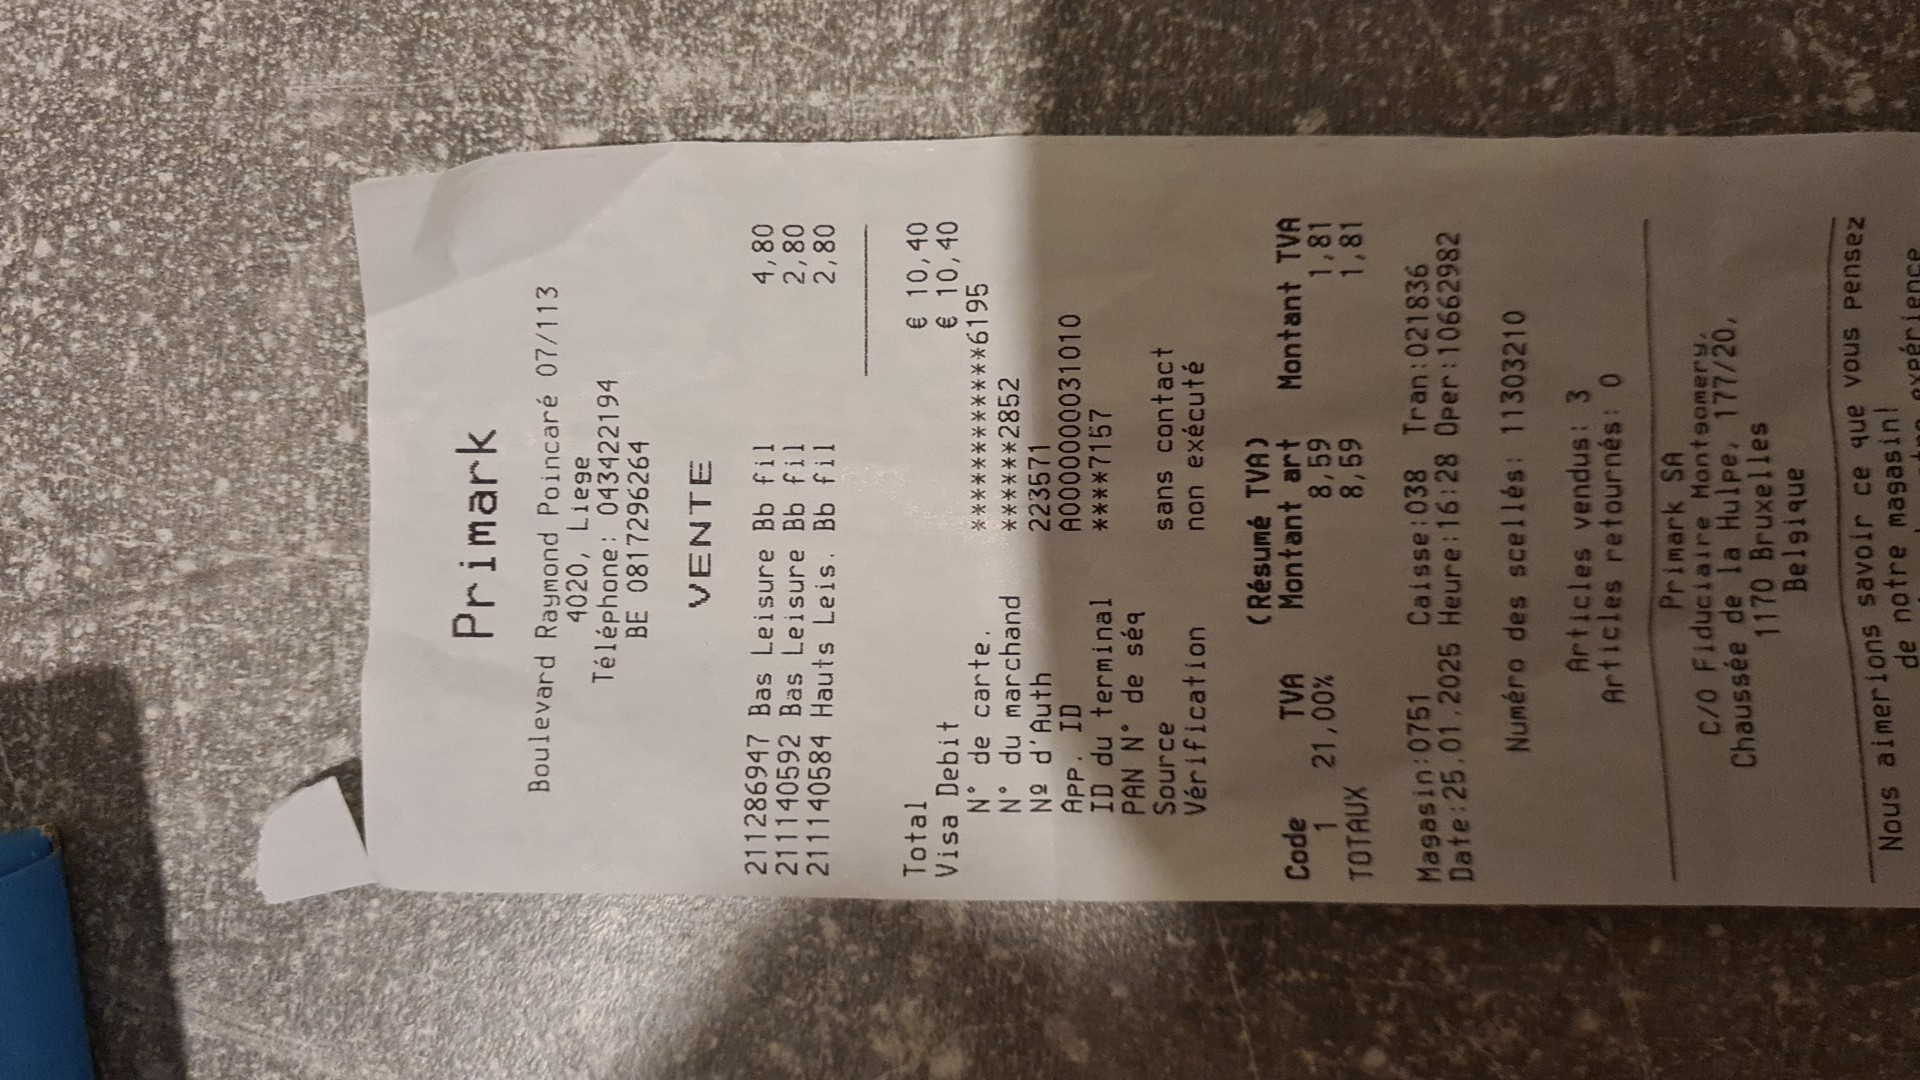 Primark
Boulevard Raymond Poincaré 07/113
4020, Liege
Téléphone: 043422194
BE 0817296264
VENTE
2112286947 Bas Leisure Bb fil 4,80
2111140592 Bas Leisure Bb fil 2,80
2111140584 Hauts Leis. Bb fil 2,80
Total € 10,40
Visa Debit € 10,40
N° de carte. ************6195
N° du marchand ******2852
Nº d'Auth 223571
App. ID A0000000031010
ID du terminal ****7157
PAN N° de séq
Source sans contact
Vérification non exécuté
(Résumé TVA)
Code TVA Montant art Montant TVA
1 21,00% 8,59 1,81
TOTAUX 8,59 1,81
Magasin:0751 Caisse:038 Tran:021836
Date:25.01.2025 Heure:16:28 Oper:10662982
Numéro des scellés: 11303210
Articles vendus: 3
Articles retournés: 0
Primark SA
C/O Fiduciaire Montgomery,
Chaussée de la Hulpe, 177/20,
1170 Bruxelles
Belgique
Nous aimerions savoir ce que vous pensez
de notre magasin!
expérience